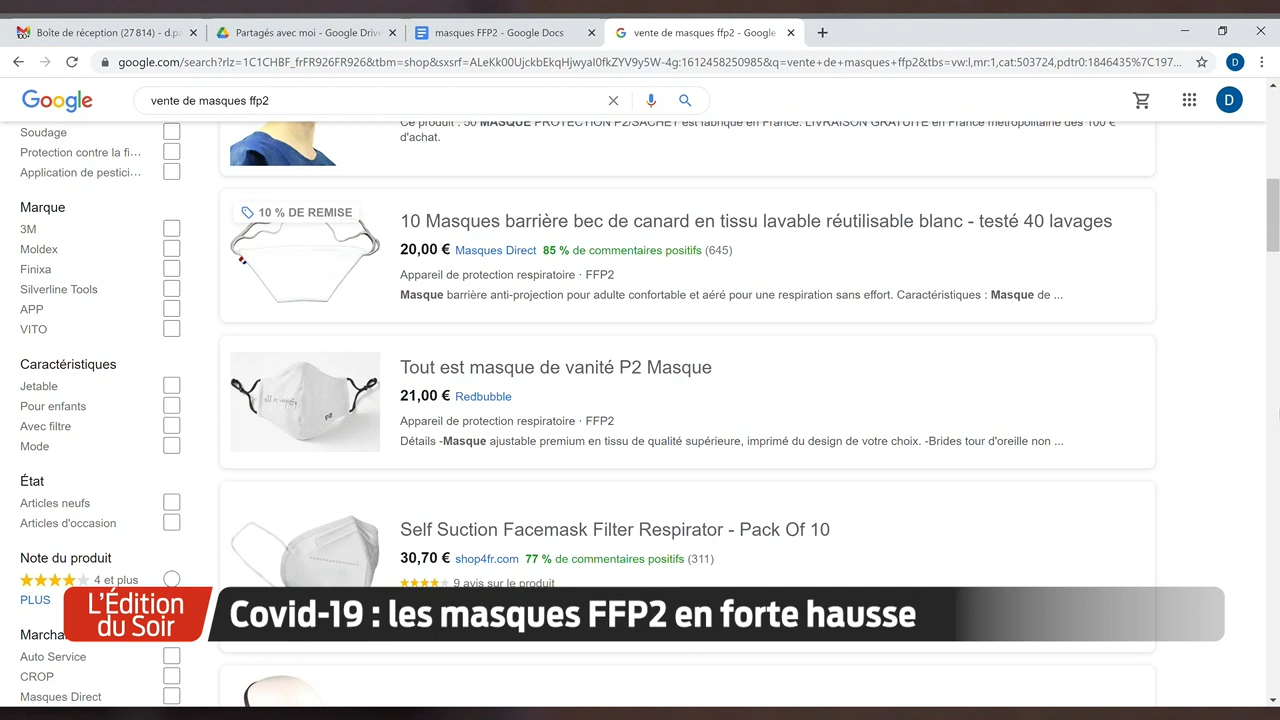 Boîte de réception (27 814) - d.p
Partagés avec moi - Google Drive
masques FFP2 - Google Docs
vente de masques ffp2 - Google
google.com/search?rlz=1C1CHBF_frFR926FR926&tbm=shop&sxsrf=ALeKk00UjcblEkqHjwyal0fkZYV9y5W-4g:1612458250985&q=vente+de+masques+ffp2&tbs=vw:l,mr:1,cat:503724,pdtr0:1846435%7C197...
D
Google
vente de masques ffp2
D
Soudage
Protection contre la fi...
Application de pestici...
Marque
3M
Moldex
Finixa
Silverline Tools
APP
VITO
Caractéristiques
Jetable
Pour enfants
Avec filtre
Mode
État
Articles neufs
Articles d'occasion
Note du produit
4 et plus
PLUS
Marcha
Auto Service
CROP
Masques Direct
Ce produit : 50 MASQUE PROTECTION P2/SACHET est fabriqué en France. LIVRAISON GRATUITE en France métropolitaine dès 100 €
d'achat.
10 % DE REMISE
10 Masques barrière bec de canard en tissu lavable réutilisable blanc - testé 40 lavages
20,00 € Masques Direct 85 % de commentaires positifs (645)
Appareil de protection respiratoire · FFP2
Masque barrière anti-projection pour adulte confortable et aéré pour une respiration sans effort. Caractéristiques : Masque de ...
all is vanity
P2
Tout est masque de vanité P2 Masque
21,00 € Redbubble
Appareil de protection respiratoire · FFP2
Détails -Masque ajustable premium en tissu de qualité supérieure, imprimé du design de votre choix. -Brides tour d'oreille non ...
Self Suction Facemask Filter Respirator - Pack Of 10
30,70 € shop4fr.com 77 % de commentaires positifs (311)
9 avis sur le produit
L'Édition
du Soir
Covid-19 : les masques FFP2 en forte hausse